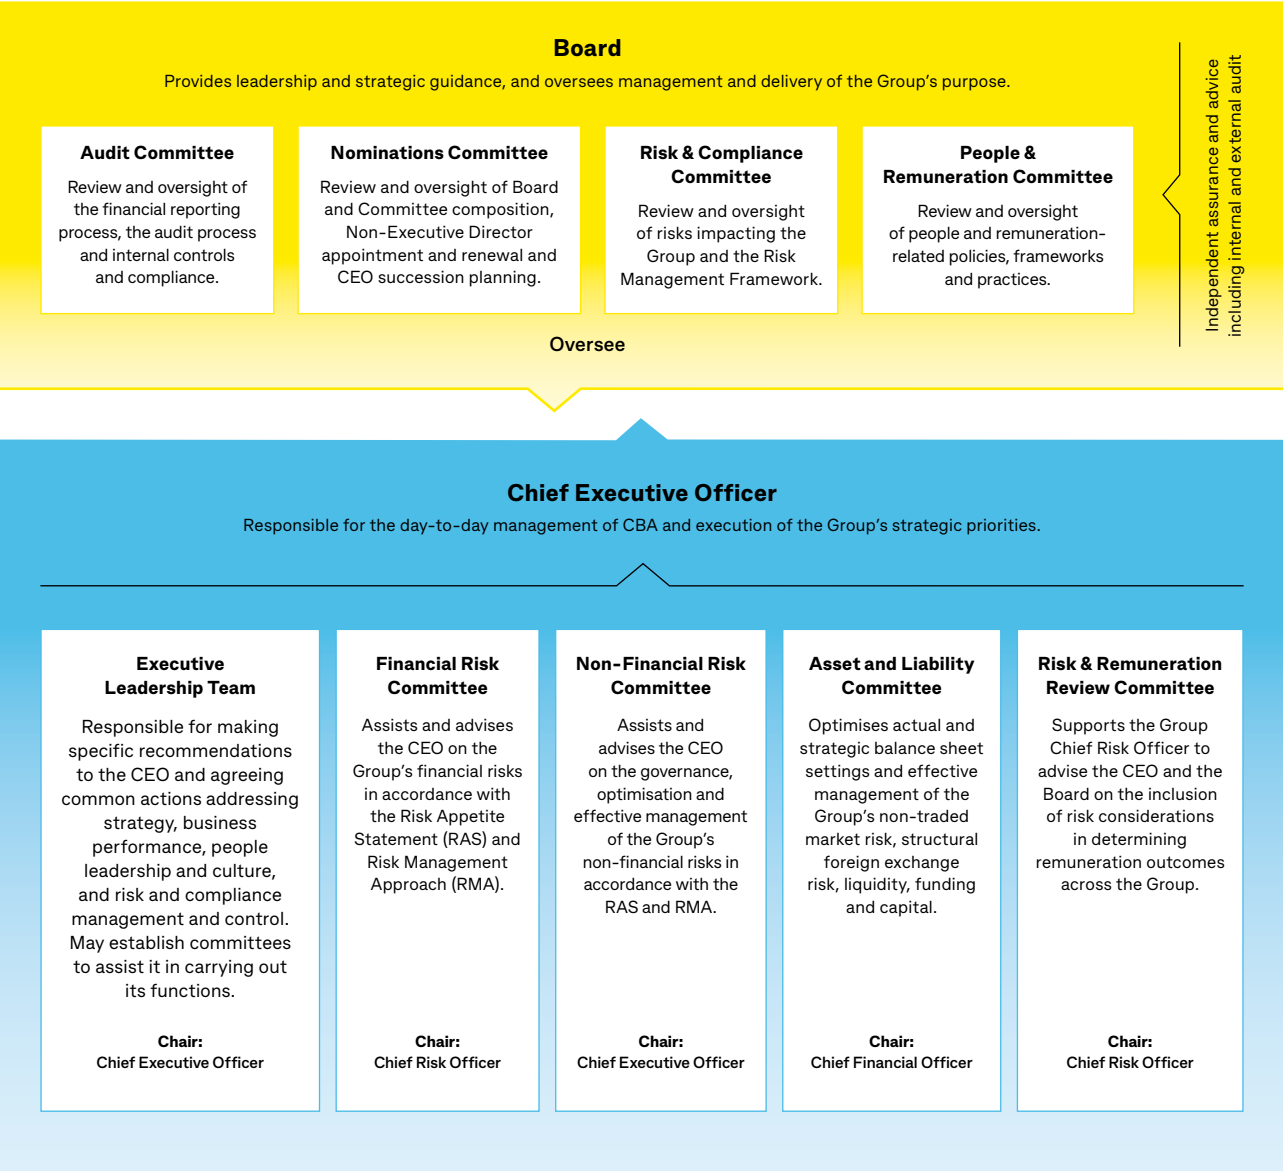 Board
Provides leadership and strategic guidance, and oversees management and delivery of the Group's purpose.
Audit Committee
Review and oversight of
the financial reporting
process, the audit process
and internal controls
and compliance.
Nominations Committee
Review and oversight of Board
and Committee composition,
Non-Executive Director
appointment and renewal and
CEO succession planning.
Risk & Compliance
Committee
Review and oversight
of risks impacting the
Group and the Risk
Management Framework.
People &
Remuneration Committee
Review and oversight
of people and remuneration-
related policies, frameworks
and practices.
Independent assurance and advice
including internal and external audit
Oversee
Chief Executive Officer
Responsible for the day-to-day management of CBA and execution of the Group's strategic priorities.
Executive
Leadership Team
Responsible for making
specific recommendations
to the CEO and agreeing
common actions addressing
strategy, business
performance, people
leadership and culture,
and risk and compliance
management and control.
May establish committees
to assist it in carrying out
its functions.
Chair:
Chief Executive Officer
Financial Risk
Committee
Assists and advises
the CEO on the
Group's financial risks
in accordance with
the Risk Appetite
Statement (RAS) and
Risk Management
Approach (RMA).
Chair:
Chief Risk Officer
Non-Financial Risk
Committee
Assists and
advises the CEO
on the governance,
optimisation and
effective management
of the Group's
non-financial risks in
accordance with the
RAS and RMA.
Chair:
Chief Executive Officer
Asset and Liability
Committee
Optimises actual and
strategic balance sheet
settings and effective
management of the
Group's non-traded
market risk, structural
foreign exchange
risk, liquidity, funding
and capital.
Chair:
Chief Financial Officer
Risk & Remuneration
Review Committee
Supports the Group
Chief Risk Officer to
advise the CEO and the
Board on the inclusion
of risk considerations
in determining
remuneration outcomes
across the Group.
Chair:
Chief Risk Officer